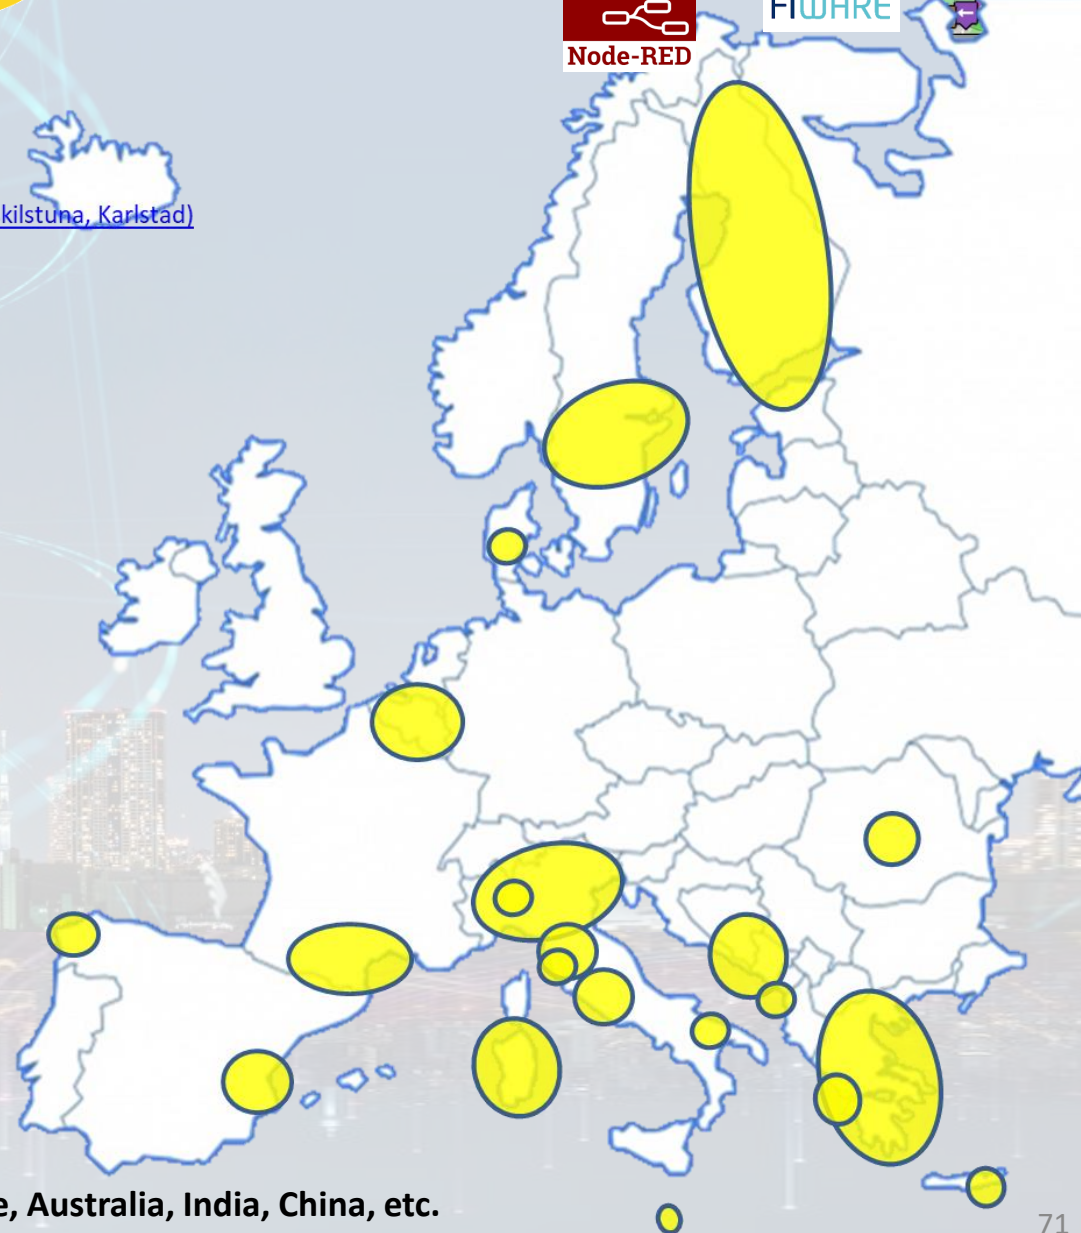 Node-RED
FIWARE
kilstuna, Karlstad)
e, Australia, India, China, etc.
71